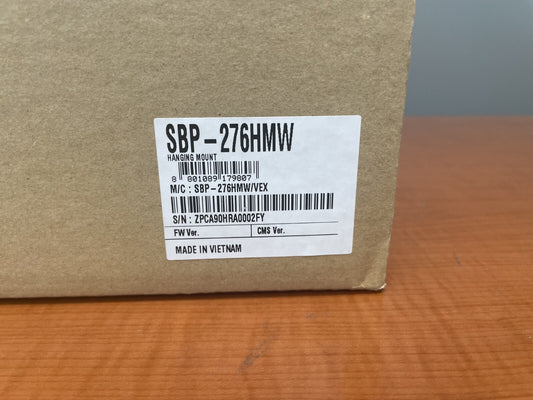 SBP-276HMW
HANGING MOUNT
8 801089 179807
M/C : SBP-276HMW/VEX
S/N : ZPCA90HRA0002FY
FW Ver. CMS Ver.
MADE IN VIETNAM